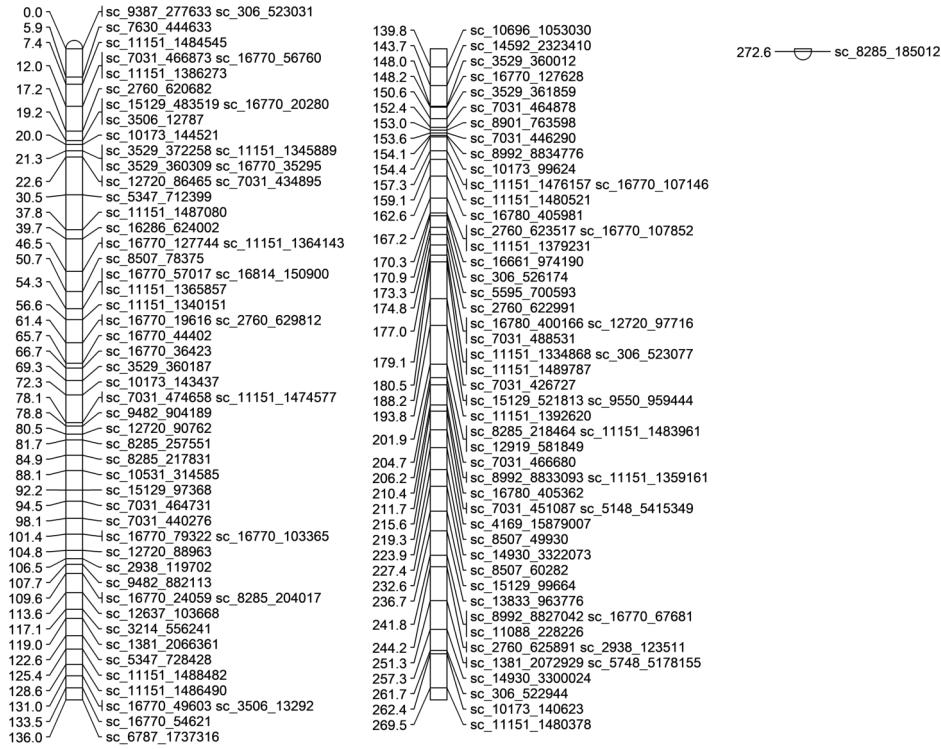 0.0 sc_9387_277633 sc_306_523031
5.9 sc_7630_444633
7.4 sc_11151_1484545
12.0 sc_7031_466873 sc_16770_56760
sc_11151_1386273
17.2 sc_2760_620682
19.2 sc_15129_483519 sc_16770_20280
sc_3506_12787
20.0 sc_10173_144521
21.3 sc_3529_372258 sc_11151_1345889
sc_3529_360309 sc_16770_35295
22.6 sc_12720_86465 sc_7031_434895
30.5 sc_5347_712399
37.8 sc_11151_1487080
39.7 sc_16286_624002
46.5 sc_16770_127744 sc_11151_1364143
50.7 sc_8507_78375
54.3 sc_16770_57017 sc_16814_150900
sc_11151_1365857
56.6 sc_11151_1340151
61.4 sc_16770_19616 sc_2760_629812
65.7 sc_16770_44402
66.7 sc_16770_36423
69.3 sc_3529_360187
72.3 sc_10173_143437
78.1 sc_7031_474658 sc_11151_1474577
78.8 sc_9482_904189
80.5 sc_12720_90762
81.7 sc_8285_257551
84.9 sc_8285_217831
88.1 sc_10531_314585
92.2 sc_15129_97368
94.5 sc_7031_464731
98.1 sc_7031_440276
101.4 sc_16770_79322 sc_16770_103365
104.8 sc_12720_88963
106.5 sc_2938_119702
107.7 sc_9482_882113
109.6 sc_16770_24059 sc_8285_204017
113.6 sc_12637_103668
117.1 sc_3214_556241
119.0 sc_1381_2066361
122.6 sc_5347_728428
125.4 sc_11151_1488482
128.6 sc_11151_1486490
131.0 sc_16770_49603 sc_3506_13292
133.5 sc_16770_54621
136.0 sc_6787_1737316
139.8 sc_10696_1053030
143.7 sc_14592_2323410
148.0 sc_3529_360012
148.2 sc_16770_127628
150.6 sc_3529_361859
152.4 sc_7031_464878
153.0 sc_8901_763598
153.6 sc_7031_446290
154.1 sc_8992_8834776
154.4 sc_10173_99624
157.3 sc_11151_1476157 sc_16770_107146
159.1 sc_11151_1480521
162.6 sc_16780_405981
167.2 sc_2760_623517 sc_16770_107852
sc_11151_1379231
170.3 sc_16661_974190
170.9 sc_306_526174
173.3 sc_5595_700593
174.8 sc_2760_622991
177.0 sc_16780_400166 sc_12720_97716
sc_7031_488531
179.1 sc_11151_1334868 sc_306_523077
sc_11151_1489787
180.5 sc_7031_426727
188.2 sc_15129_521813 sc_9550_959444
193.8 sc_11151_1392620
201.9 sc_8285_218464 sc_11151_1483961
sc_12919_581849
204.7 sc_7031_466680
206.2 sc_8992_8833093 sc_11151_1359161
210.4 sc_16780_405362
211.7 sc_7031_451087 sc_5148_5415349
215.6 sc_4169_15879007
219.3 sc_8507_49930
223.9 sc_14930_3322073
227.4 sc_8507_60282
232.6 sc_15129_99664
236.7 sc_13833_963776
241.8 sc_8992_8827042 sc_16770_67681
sc_11088_228226
244.2 sc_2760_625891 sc_2938_123511
251.3 sc_1381_2072929 sc_5748_5178155
257.3 sc_14930_3300024
261.7 sc_306_522944
262.4 sc_10173_140623
269.5 sc_11151_1480378
272.6 sc_8285_185012